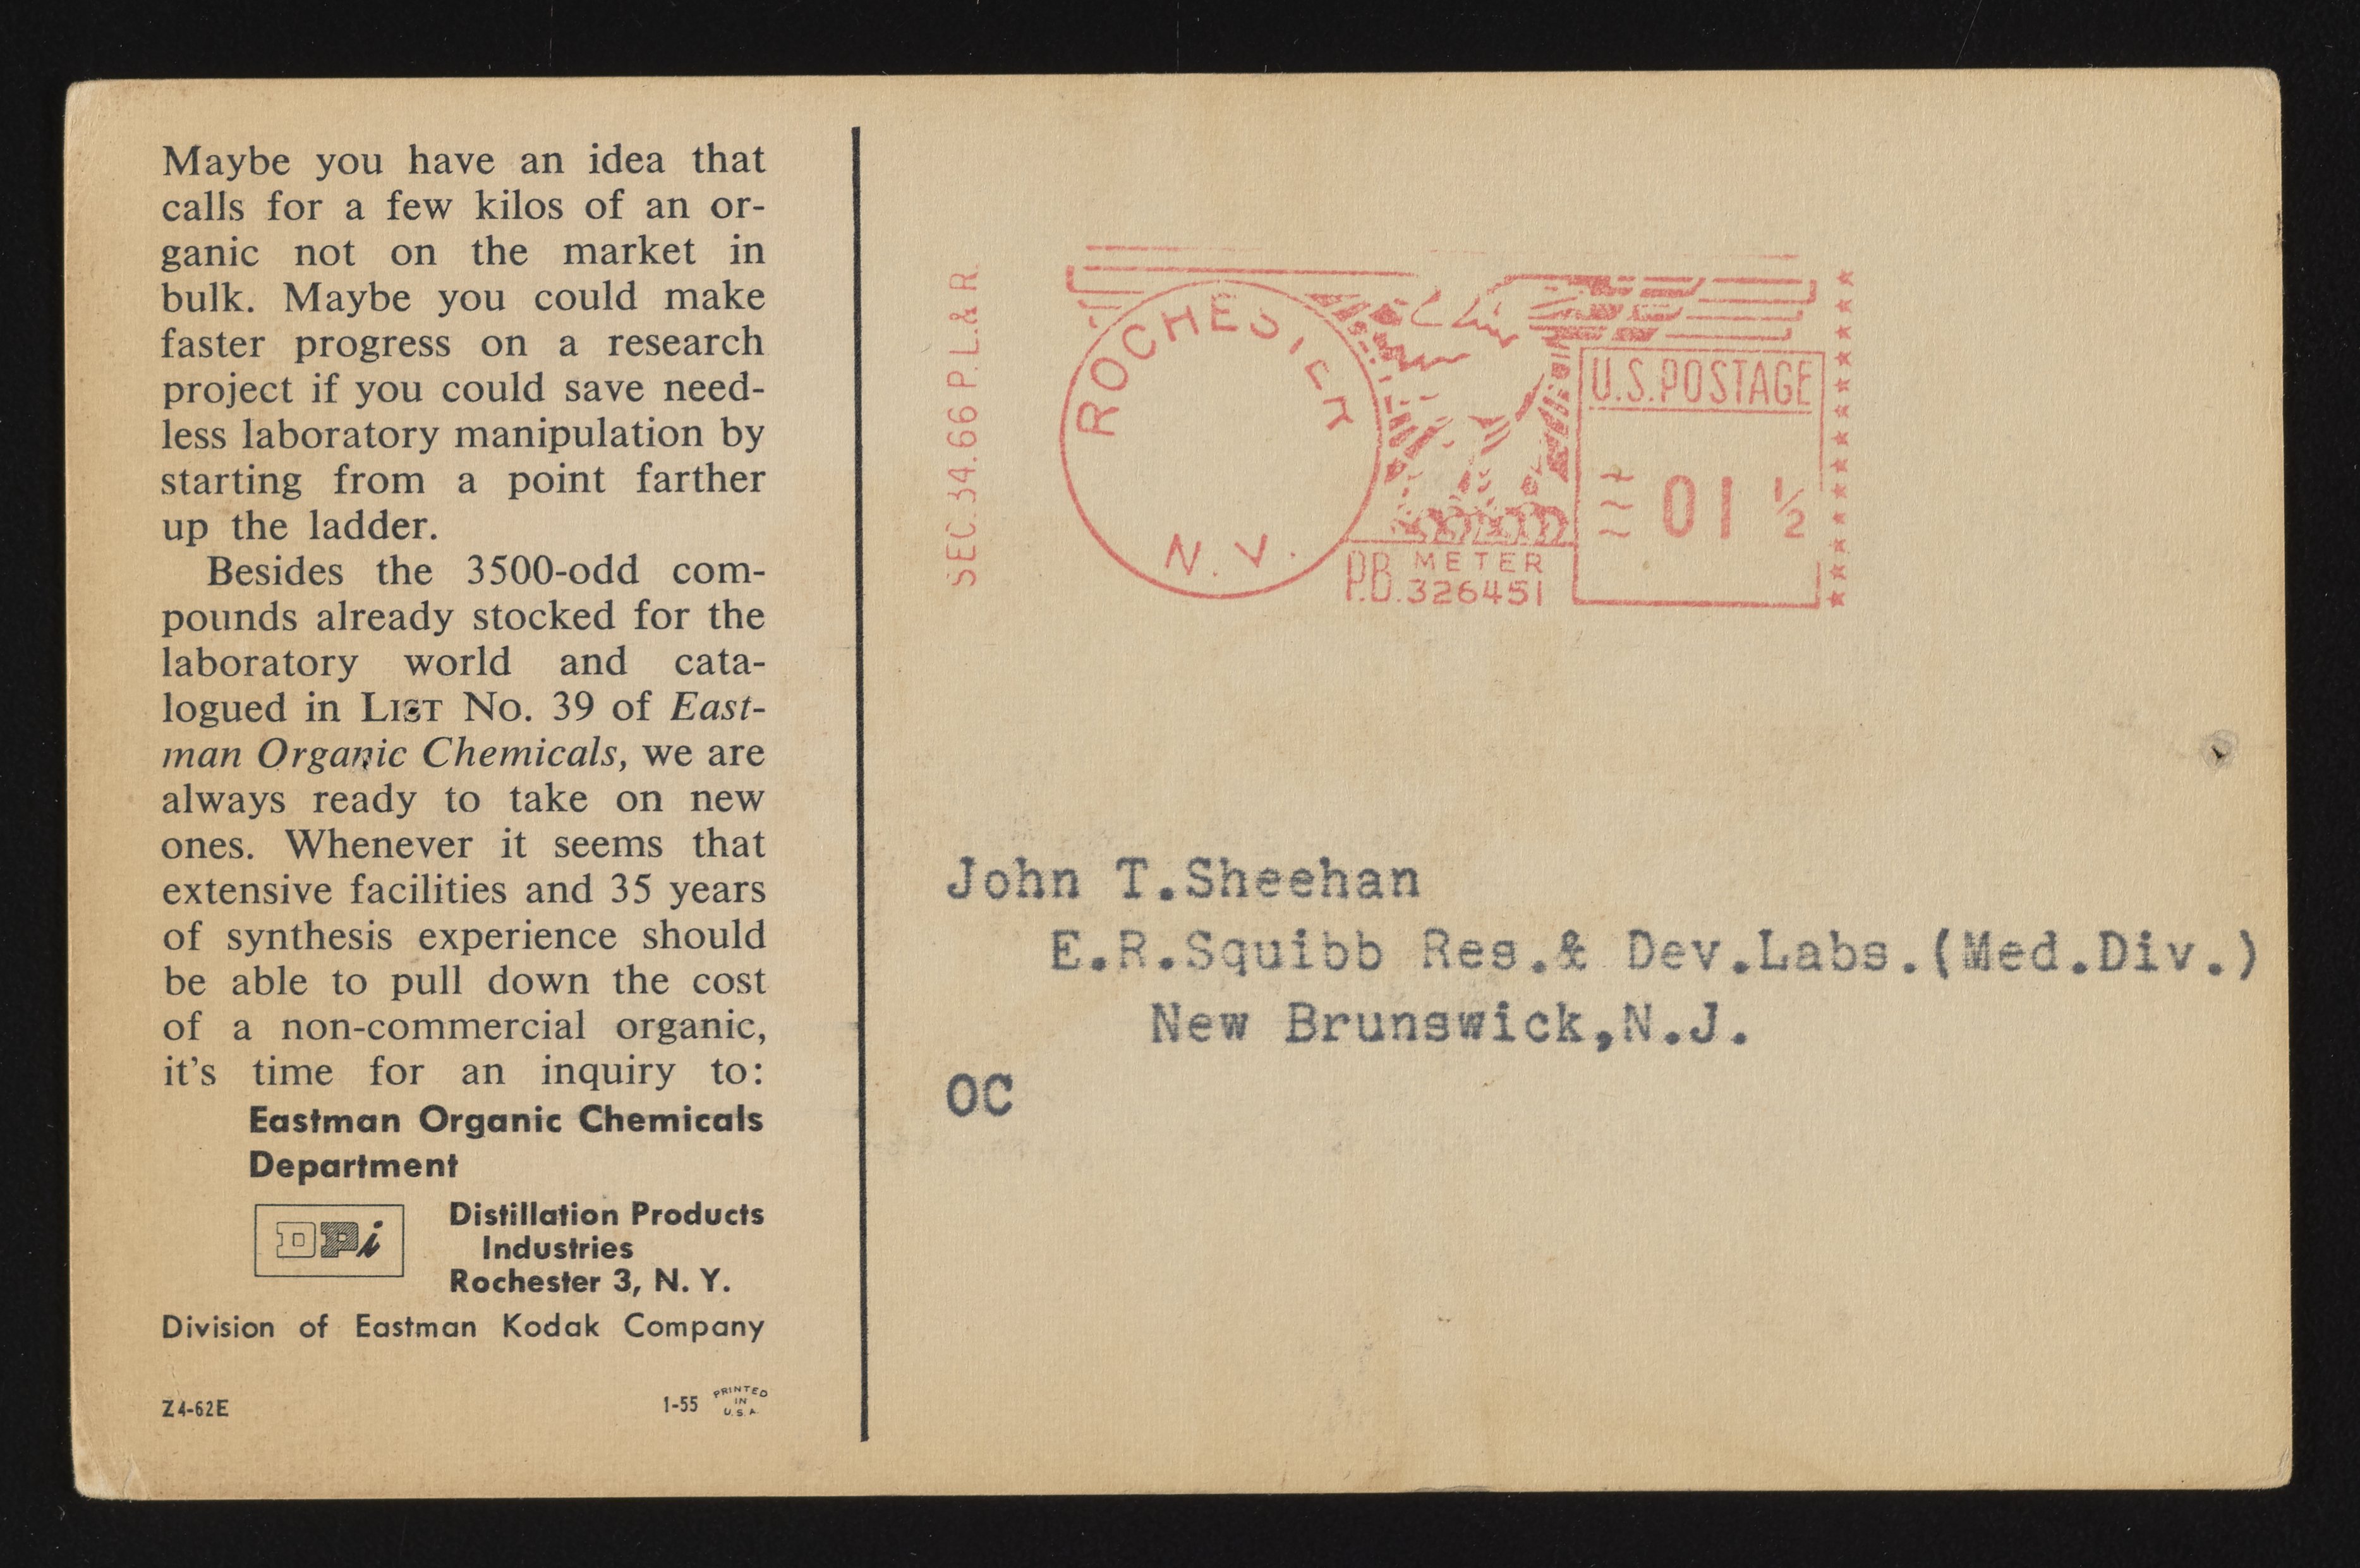 Maybe you have an idea that
calls for a few kilos of an or-
ganic not on the market in
bulk. Maybe you could make
faster progress on a research
project if you could save need-
less laboratory manipulation by
starting from a point farther
up the ladder.
Besides the 3500-odd com-
pounds already stocked for the
laboratory world and cata-
logued in LIST NO. 39 of East-
man Organic Chemicals, we are
always ready to take on new
ones. Whenever it seems that
extensive facilities and 35 years
of synthesis experience should
be able to pull down the cost
of a non-commercial organic,
it's time for an inquiry to:
Eastman Organic Chemicals
Department
DPi
Distillation Products
Industries
Rochester 3, N. Y.
Division of Eastman Kodak Company
Z4-62E
1-55 PRINTED
IN
U.S.A.
SEC. 34.66 P.L.& R.
ROCHESTER
N.Y.
P.B. METER
326451
U.S.POSTAGE
01 ½
John T.Sheehan
E.R.Squibb Res.& Dev.Labs.(Med.Div.)
New Brunswick,N.J.
OC